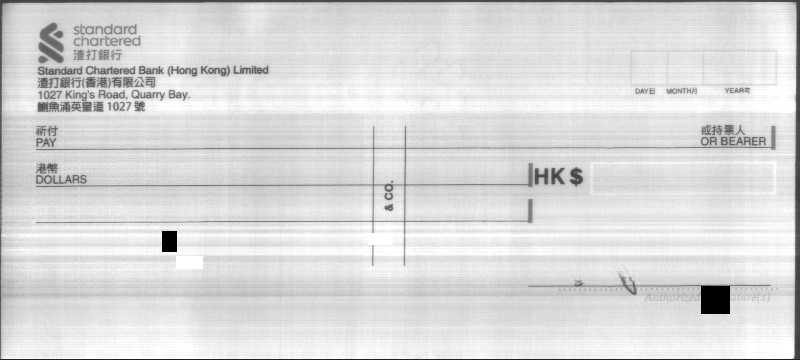 standard
chartered
渣打銀行
Standard Chartered Bank (Hong Kong) Limited
渣打銀行(香港)有限公司
1027 King's Road, Quarry Bay.
鰂魚涌英皇道 1027 號
DAY日 MONTH月 YEAR年
祈付
PAY
或持票人
OR BEARER
港幣
DOLLARS
HK $
& CO.
Authorized